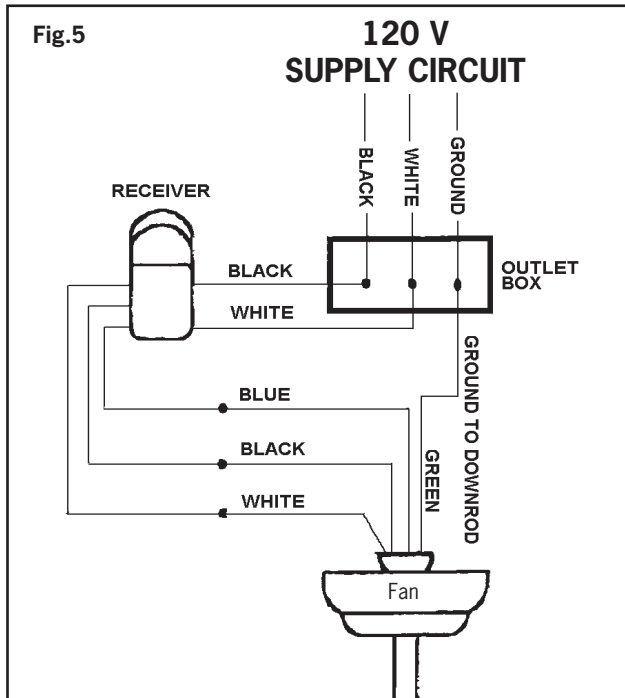 Fig.5
120 V
SUPPLY CIRCUIT
BLACK
WHITE
GROUND
RECEIVER
BLACK
OUTLET
BOX
WHITE
BLUE
BLACK
WHITE
GREEN
GROUND TO DOWNROD
Fan